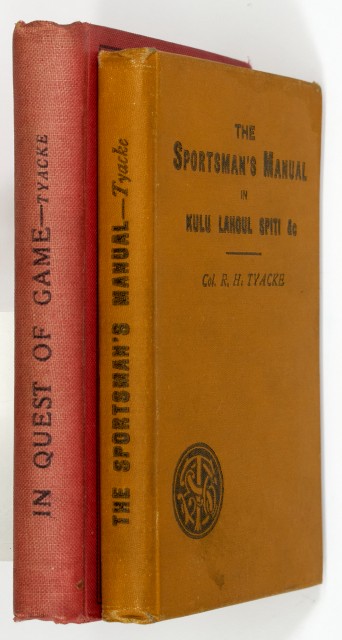 IN QUEST OF GAME—TYACKE
THE SPORTSMAN'S MANUAL—Tyacke
THE
SPORTSMAN'S MANUAL
IN
KULU LAHOUL SPITI &c
Col. R. H. TYACKE